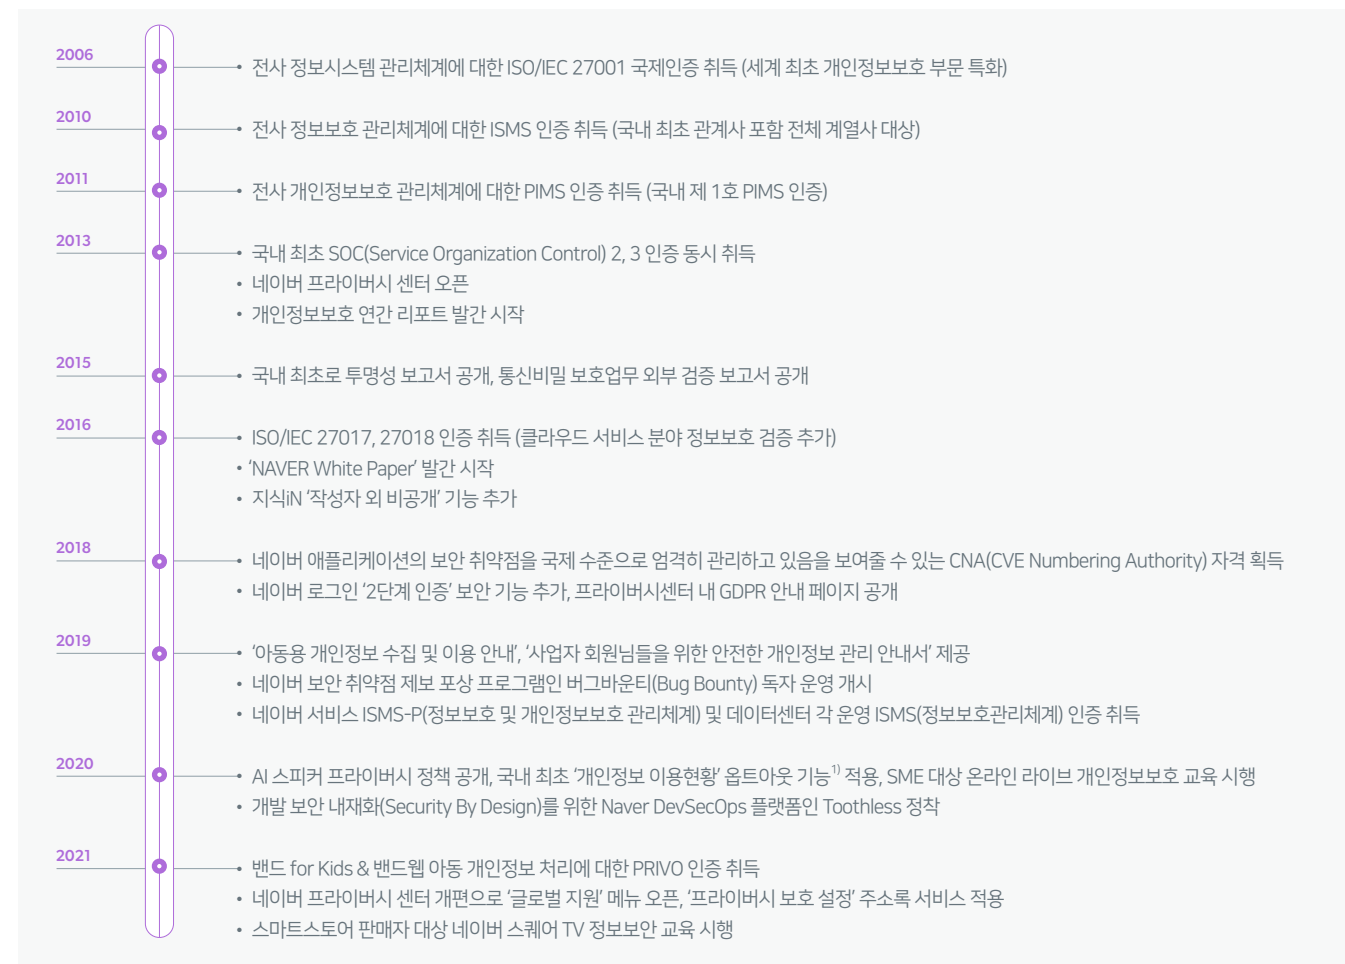 2006
• 전사 정보시스템 관리체계에 대한 ISO/IEC 27001 국제인증 취득 (세계 최초 개인정보보호 부문 특화)
2010
• 전사 정보보호 관리체계에 대한 ISMS 인증 취득 (국내 최초 관계사 포함 전체 계열사 대상)
2011
• 전사 개인정보보호 관리체계에 대한 PIMS 인증 취득 (국내 제 1호 PIMS 인증)
2013
• 국내 최초 SOC(Service Organization Control) 2, 3 인증 동시 취득
• 네이버 프라이버시 센터 오픈
• 개인정보보호 연간 리포트 발간 시작
2015
• 국내 최초로 투명성 보고서 공개, 통신비밀 보호업무 외부 검증 보고서 공개
2016
• ISO/IEC 27017, 27018 인증 취득 (클라우드 서비스 분야 정보보호 검증 추가)
• ‘NAVER White Paper’ 발간 시작
• 지식iN ‘작성자 외 비공개’ 기능 추가
2018
• 네이버 애플리케이션의 보안 취약점을 국제 수준으로 엄격히 관리하고 있음을 보여줄 수 있는 CNA(CVE Numbering Authority) 자격 획득
• 네이버 로그인 ‘2단계 인증’ 보안 기능 추가, 프라이버시센터 내 GDPR 안내 페이지 공개
2019
• ‘아동용 개인정보 수집 및 이용 안내’, ‘사업자 회원님들을 위한 안전한 개인정보 관리 안내서’ 제공
• 네이버 보안 취약점 제보 포상 프로그램인 버그바운티(Bug Bounty) 독자 운영 개시
• 네이버 서비스 ISMS-P(정보보호 및 개인정보보호 관리체계) 및 데이터센터 각 운영 ISMS(정보보호관리체계) 인증 취득
2020
• AI 스피커 프라이버시 정책 공개, 국내 최초 ‘개인정보 이용현황’ 옵트아웃 기능1) 적용, SME 대상 온라인 라이브 개인정보보호 교육 시행
• 개발 보안 내재화(Security By Design)를 위한 Naver DevSecOps 플랫폼인 Toothless 정착
2021
• 밴드 for Kids & 밴드웹 아동 개인정보 처리에 대한 PRIVO 인증 취득
• 네이버 프라이버시 센터 개편으로 ‘글로벌 지원’ 메뉴 오픈, ‘프라이버시 보호 설정’ 주소록 서비스 적용
• 스마트스토어 판매자 대상 네이버 스퀘어 TV 정보보안 교육 시행